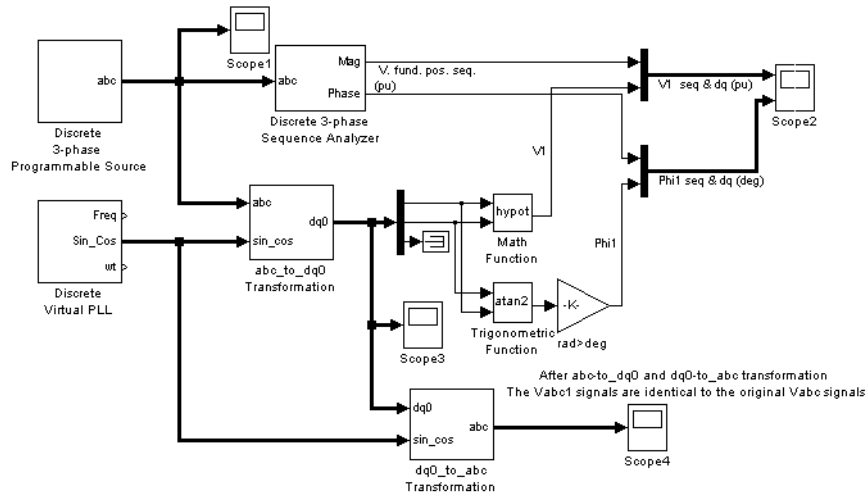 Scope1
abc
Discrete
3-phase
Programmable Source
abc
Mag
Phase
Discrete 3-phase
Sequence Analyzer
V. fund. pos. seq.
(pu)
V1 seq & dq (pu)
Scope2
V1
Phi1 seq & dq (deg)
Freq
Sin_Cos
wt
Discrete
Virtual PLL
abc
sin_cos
dq0
abc_to_dq0
Transformation
hypot
Math
Function
Phi1
atan2
Trigonometric
Function
-K-
rad>deg
Scope3
After abc-to_dq0 and dq0-to_abc transformation
The Vabc1 signals are identical to the original Vabc signals
dq0
sin_cos
abc
dq0_to_abc
Transformation
Scope4